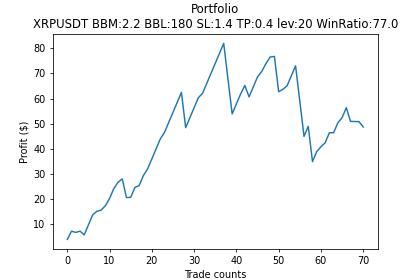 Portfolio
XRPUSDT BBM:2.2 BBL:180 SL:1.4 TP:0.4 lev:20 WinRatio:77.0
80
70
60
50
40
30
20
10
Profit ($)
0 10 20 30 40 50 60 70
Trade counts